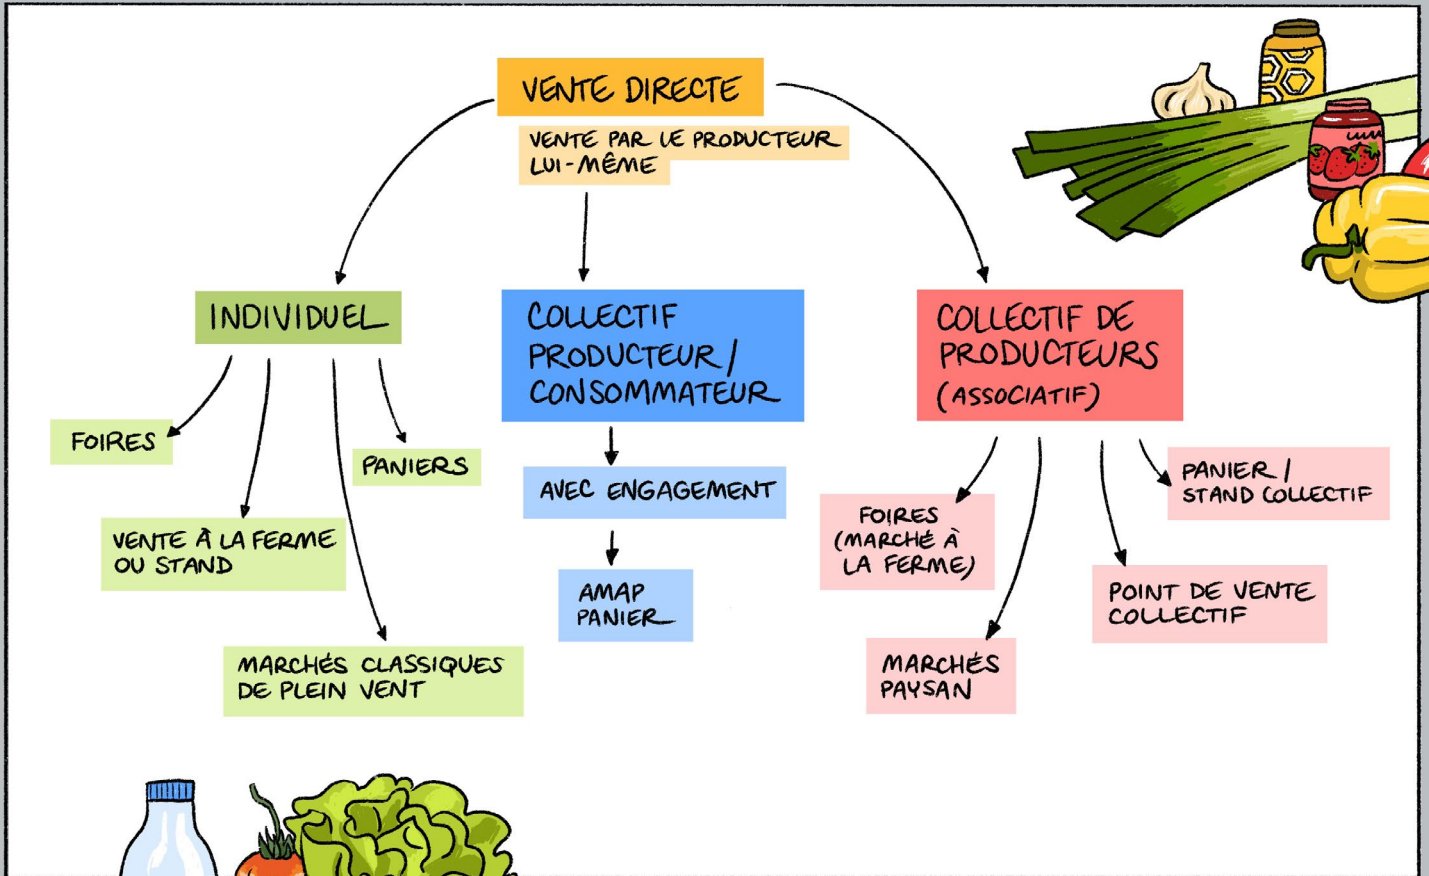 VENTE DIRECTE
VENTE PAR LE PRODUCTEUR
LUI-MÊME
INDIVIDUEL
FOIRES
VENTE À LA FERME
OU STAND
MARCHÉS CLASSIQUES
DE PLEIN VENT
PANIERS
COLLECTIF
PRODUCTEUR /
CONSOMMATEUR
AVEC ENGAGEMENT
AMAP
PANIER
COLLECTIF DE
PRODUCTEURS
(ASSOCIATIF)
FOIRES
(MARCHÉ À
LA FERME)
MARCHÉS
PAYSAN
POINT DE VENTE
COLLECTIF
PANIER /
STAND COLLECTIF